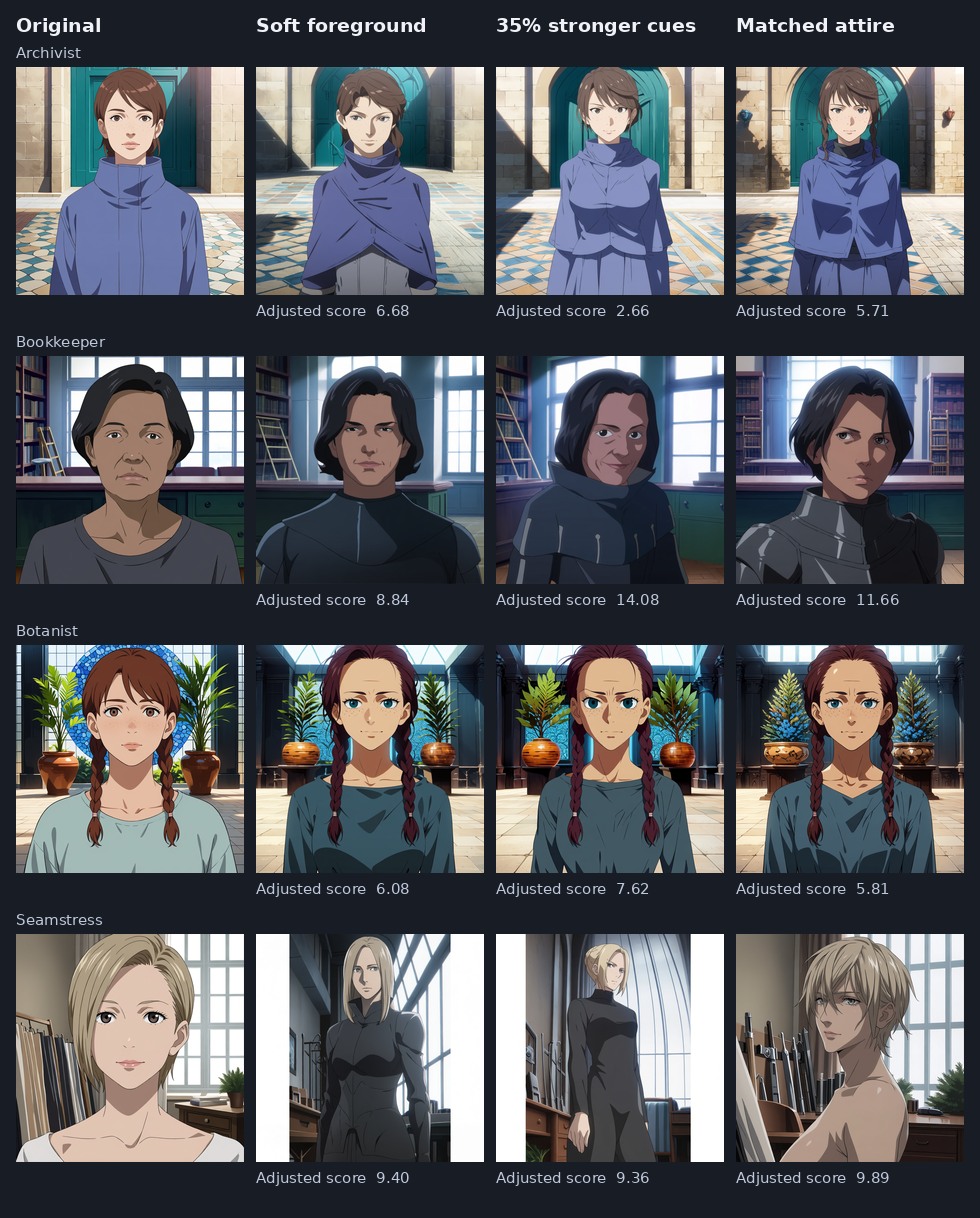 Original Soft foreground 35% stronger cues Matched attire
Archivist
Adjusted score 6.68 Adjusted score 2.66 Adjusted score 5.71
Bookkeeper
Adjusted score 8.84 Adjusted score 14.08 Adjusted score 11.66
Botanist
Adjusted score 6.08 Adjusted score 7.62 Adjusted score 5.81
Seamstress
Adjusted score 9.40 Adjusted score 9.36 Adjusted score 9.89